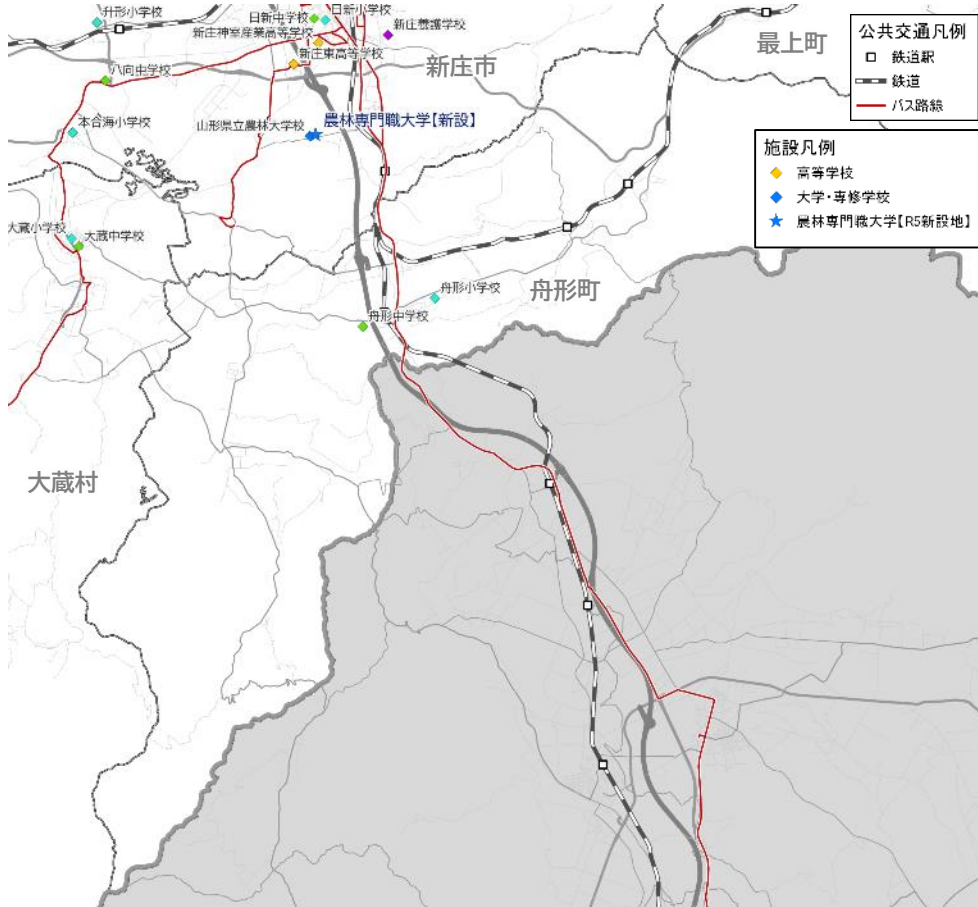 升形小学校
日新中学校
日新小学校
新庄神室産業高等学校
新庄養護学校
新庄東高等学校
八向中学校
新庄市
最上町
公共交通凡例
鉄道駅
鉄道
バス路線
本合海小学校
山形県立農林大学校
農林専門職大学【新設】
施設凡例
高等学校
大学・専修学校
農林専門職大学【R5新設地】
大蔵小学校
大蔵中学校
舟形小学校
舟形町
舟形中学校
大蔵村